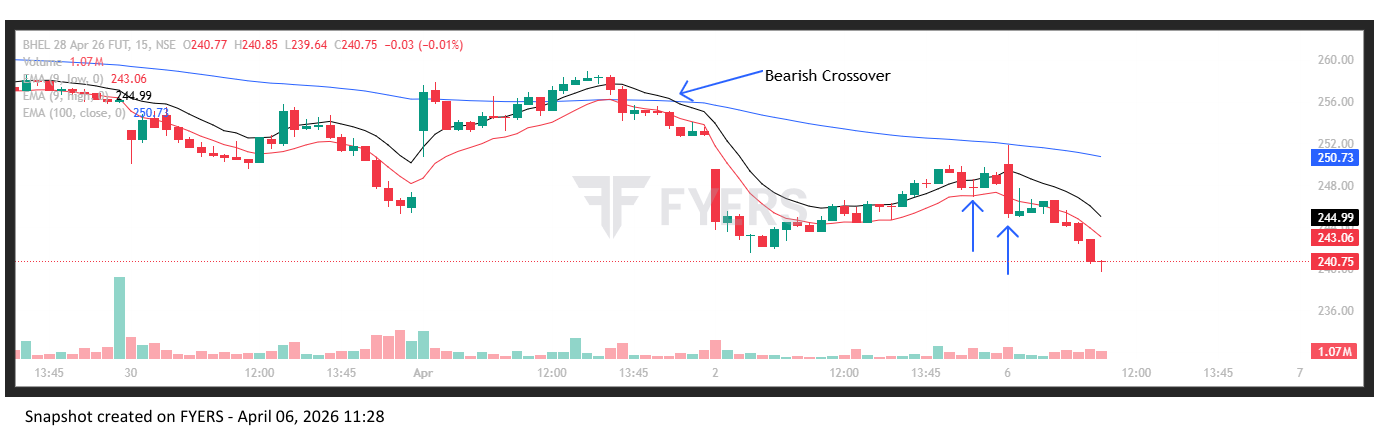 BHEL 28 Apr 26 FUT, 15, NSE O240.77 H240.85 L239.64 C240.75 −0.03 (−0.01%)
Volume 1.07M
EMA (9, low, 0) 243.06
EMA (9, high, 0) 244.99
EMA (100, close, 0) 250.73
Bearish Crossover
FYERS
260.00
256.00
252.00
250.73
248.00
244.99
243.06
240.75
236.00
1.07M
13:45 30 12:00 13:45 Apr 12:00 13:45 2 12:00 13:45 6 12:00 13:45 7
Snapshot created on FYERS - April 06, 2026 11:28